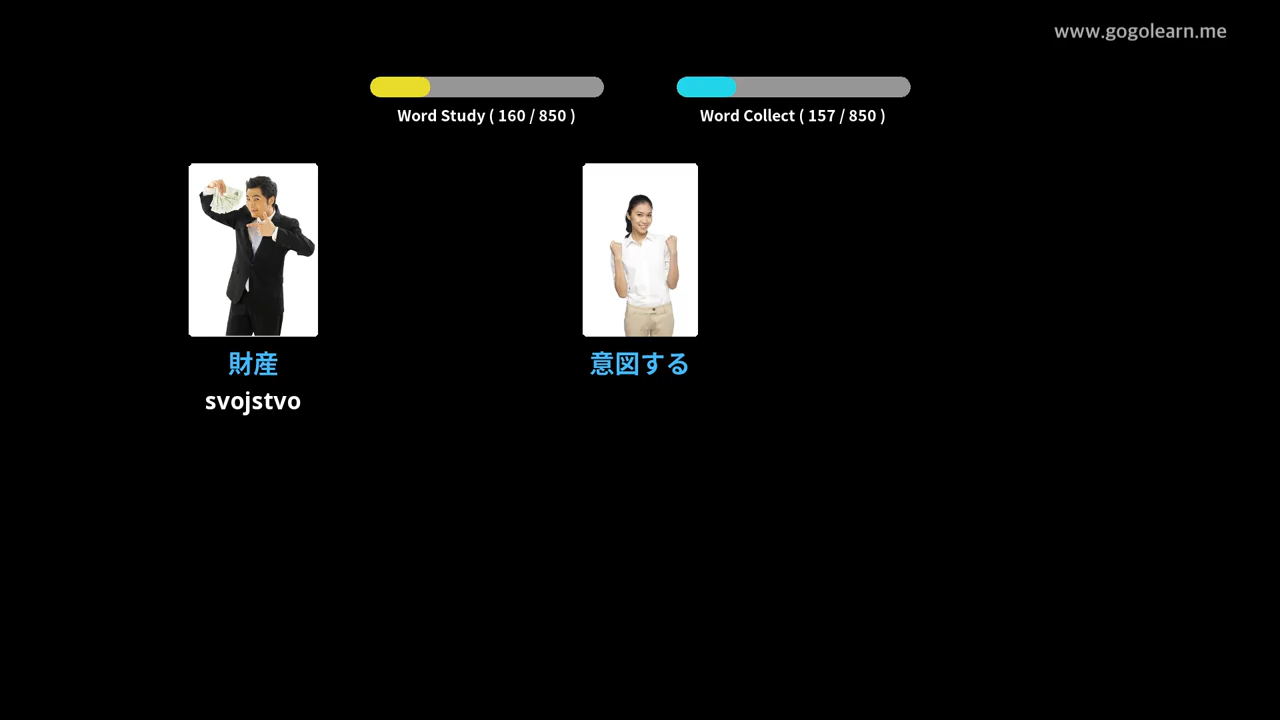 www.gogolearn.me
Word Study ( 160 / 850 )
Word Collect ( 157 / 850 )
財産
svojstvo
意図する